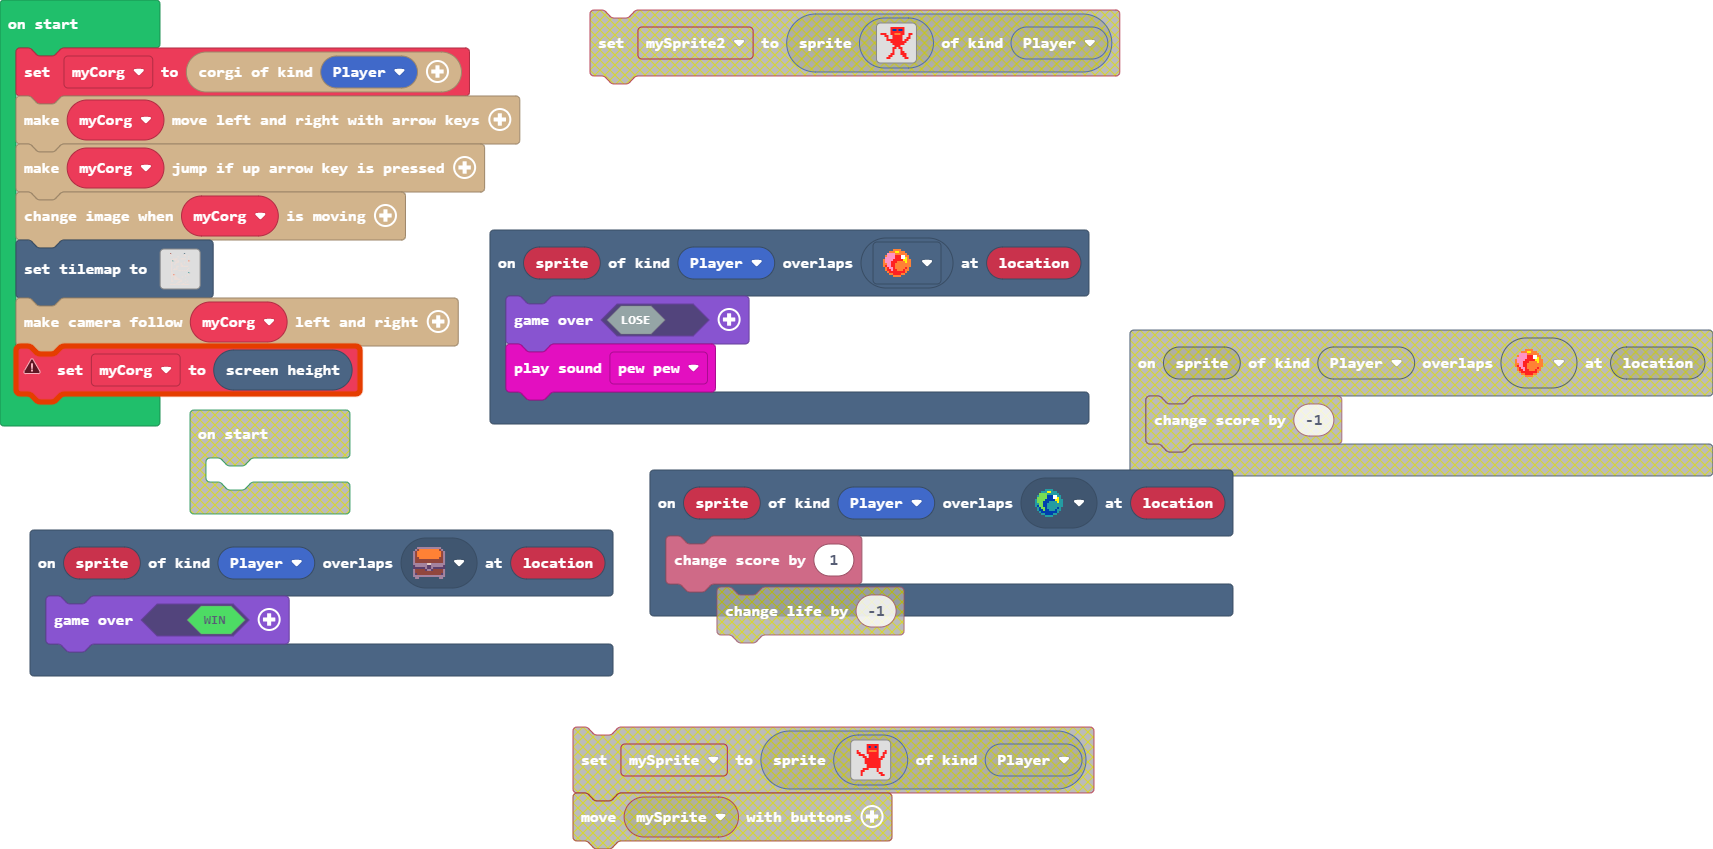 on start
set myCorg to corgi of kind Player
make myCorg move left and right with arrow keys
make myCorg jump if up arrow key is pressed
change image when myCorg is moving
set tilemap to
make camera follow myCorg left and right
set myCorg to screen height
set mySprite2 to sprite of kind Player
on sprite of kind Player overlaps at location
game over LOSE
play sound pew pew
on sprite of kind Player overlaps at location
change score by -1
on start
on sprite of kind Player overlaps at location
change score by 1
change life by -1
on sprite of kind Player overlaps at location
game over WIN
set mySprite to sprite of kind Player
move mySprite with buttons